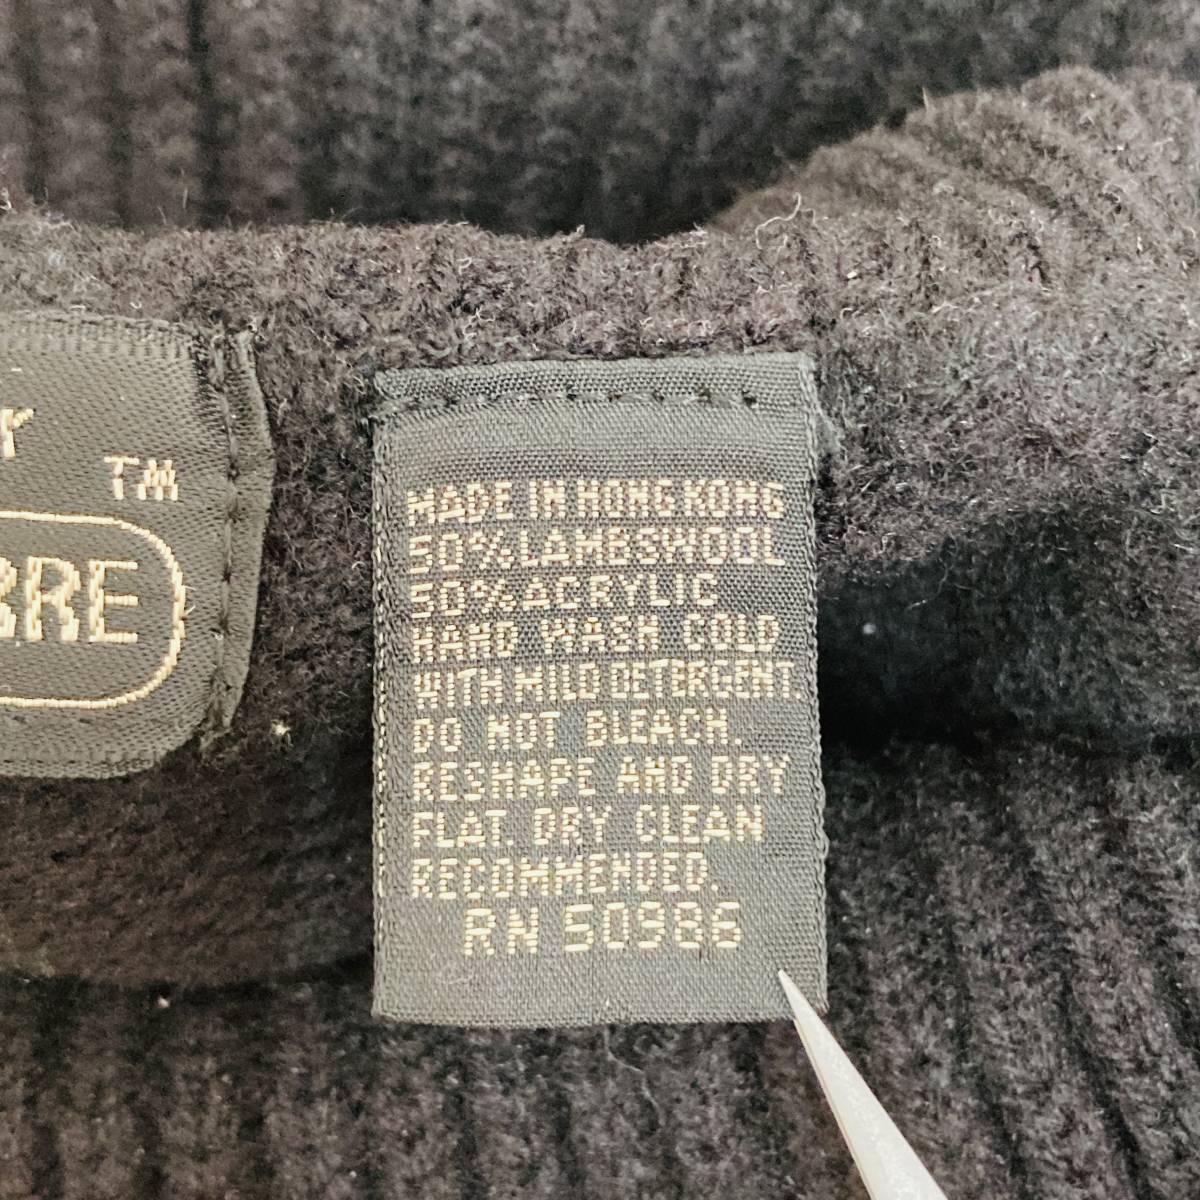 TM
MADE IN HONG KONG
50% LAMBSWOOL
50% ACRYLIC
HAND WASH COLD
WITH MILD DETERGENT.
DO NOT BLEACH.
RESHAPE AND DRY
FLAT. DRY CLEAN
RECOMMENDED.
RN 50986